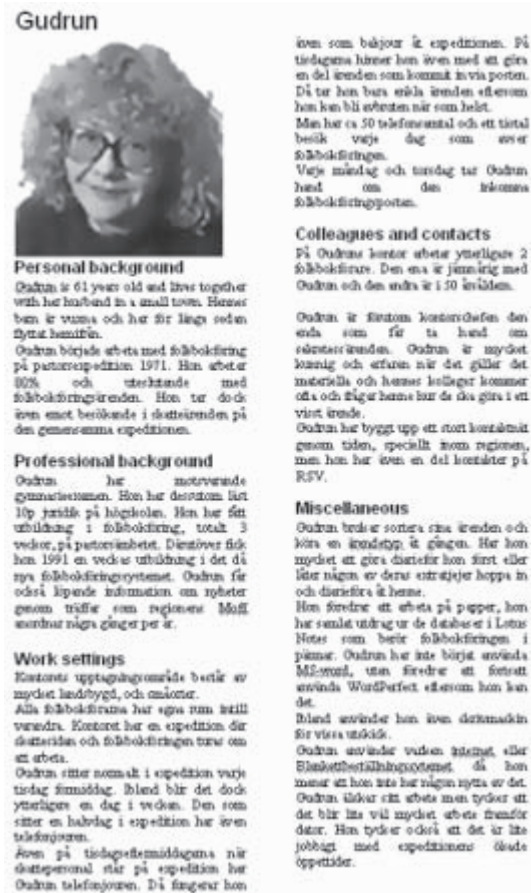 Gudrun
Personal background
Gudrun is 61 years old and lives together
with her husband in a small town. Hennes
barn är vuxna och har för länge sedan
flyttat hemifrån.
Gudrun började arbeta med folkbokföring
på pastorsexpedition 1971. Hon arbetar
80% och uteslutande med
folkbokföringsärenden. Hon tar dock
även emot besökande i skatteärenden på
den gemensamma expeditionen.
Professional background
Gudrun har motsvarande
gymnasieexamen. Hon har dessutom läst
10p juridik på högskolan. Hon har fått
utbildning i folkbokföring, totalt 3
veckor, på pastorsämbetet. Därutöver fick
hon 1991 en veckas utbildning i det då
nya folkbokföringssystemet. Gudrun får
också löpande information om nyheter
genom träffar som regionens Moff
anordnar några gånger per år.
Work settings
Kontorets upptagningsområde består av
mycket landsbygd, och småorter.
Alla folkbokförarna har egna rum intill
varandra. Kontoret har en expedition där
skattesidan och folkbokföringen turas om
att arbeta.
Gudrun sitter normalt i expedition varje
tisdag förmiddag. Ibland blir det dock
ytterligare en dag i veckan. Den som
sitter en halvdag i expedition har även
telefonjouren.
Även på tisdagseftermiddagarna när
skattepersonal står på expedition har
Gudrun telefonjouren. Då fungerar hon
även som bakjour åt expeditionen. På
tisdagarna hinner hon även med att göra
en del ärenden som kommit in via posten.
Då tar hon bara enkla ärenden eftersom
hon kan bli avbruten när som helst.
Man har ca 50 telefonsamtal och ett tiotal
besök varje dag som avser
folkbokföringen.
Varje måndag och torsdag tar Gudrun
hand om den inkomna
folkbokföringsposten.
Colleagues and contacts
På Gudruns kontor arbetar ytterligare 2
folkbokförare. Den ena är jämnårig med
Gudrun och den andra är i 50 årsåldern.
Gudrun är förutom kontorschefen den
enda som får ta hand om
sekretessärenden. Gudrun är mycket
kunnig och erfaren när det gäller det
materiella och hennes kolleger kommer
ofta och frågar henne hur de ska göra i ett
visst ärende.
Gudrun har byggt upp ett stort kontaktnät
genom tiden, speciellt inom regionen,
men hon har även en del kontakter på
RSV.
Miscellaneous
Gudrun brukar sortera sina ärenden och
köra en ärendetyp åt gången. Har hon
mycket att göra diarieför hon först eller
låter någon av deras extratjejer hoppa in
och diarieföra åt henne.
Hon föredrar att arbeta på papper, hon
har samlat utdrag ur de databaser i Lotus
Notes som berör folkbokföringen i
pärmar. Gudrun har inte börjat använda
MS-word, utan föredrar att fortsatt
använda WordPerfect eftersom hon kan
det.
Ibland använder hon även skrivmaskin
för vissa utskick.
Gudrun använder varken internet eller
Blankettbeställningssystemet då hon
menar att hon inte har någon nytta av det.
Gudrun älskar sitt arbete men tycker att
det blir lite väl mycket arbete framför
dator. Hon tycker också att det är lite
jobbigt med expeditionens ökade
öppettider.